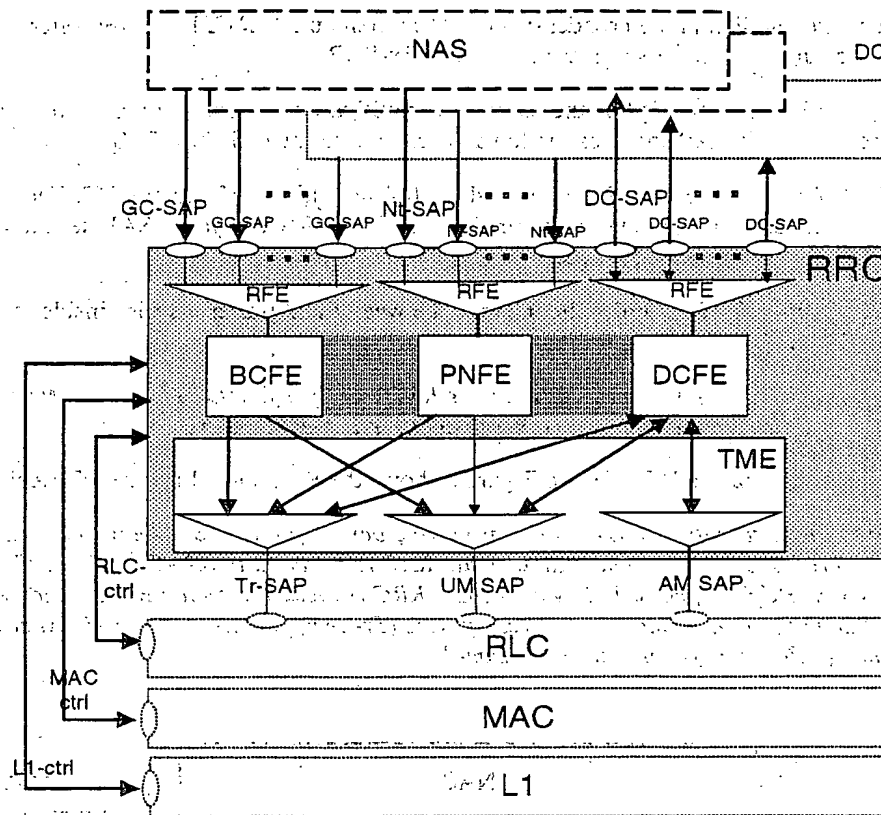 NAS
DC
GC-SAP
GC-SAP
GC-SAP
Nt-SAP
Nt-SAP
Nt-SAP
DC-SAP
DC-SAP
DC-SAP
RRC
RFE
RFE
RFE
BCFE
PNFE
DCFE
TME
RLC-
ctrl
Tr-SAP
UM SAP
AM SAP
RLC
MAC
ctrl
MAC
L1-ctrl
L1